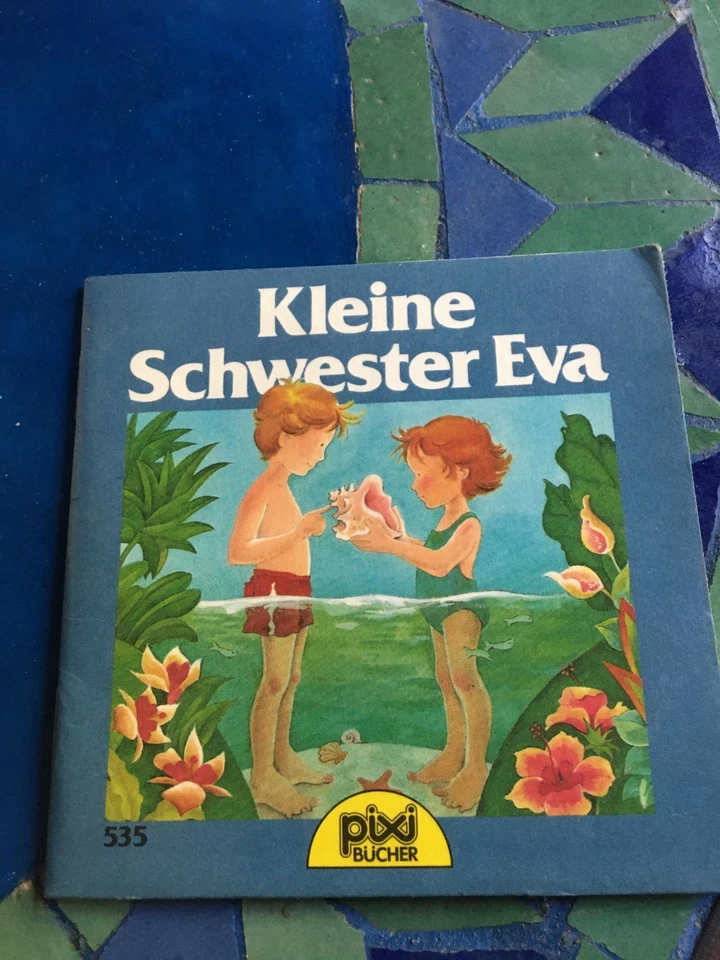 Kleine
Schwester Eva
535
pixi
BÜCHER